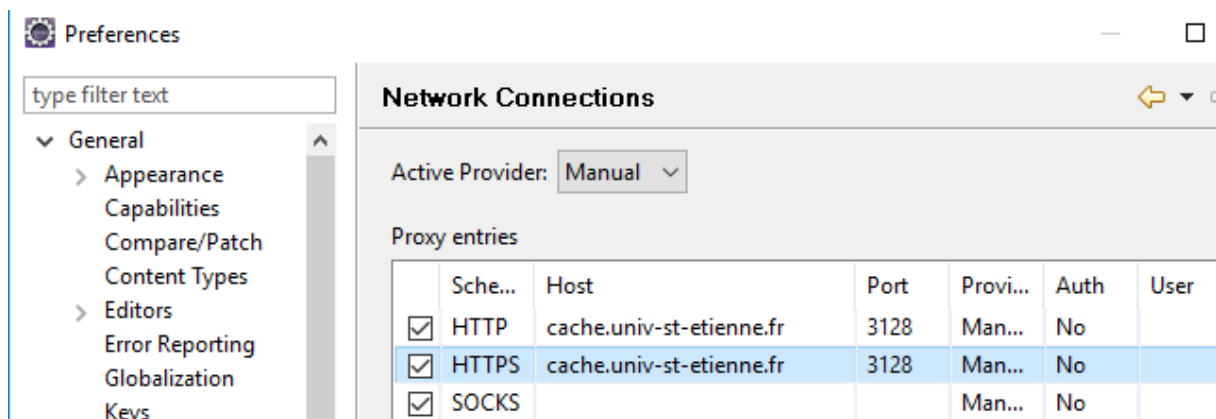 Preferences
type filter text
General
Appearance
Capabilities
Compare/Patch
Content Types
Editors
Error Reporting
Globalization
Keys
Network Connections
Active Provider: Manual
Proxy entries
Sche... Host Port Provi... Auth User
HTTP cache.univ-st-etienne.fr 3128 Man... No
HTTPS cache.univ-st-etienne.fr 3128 Man... No
SOCKS Man... No